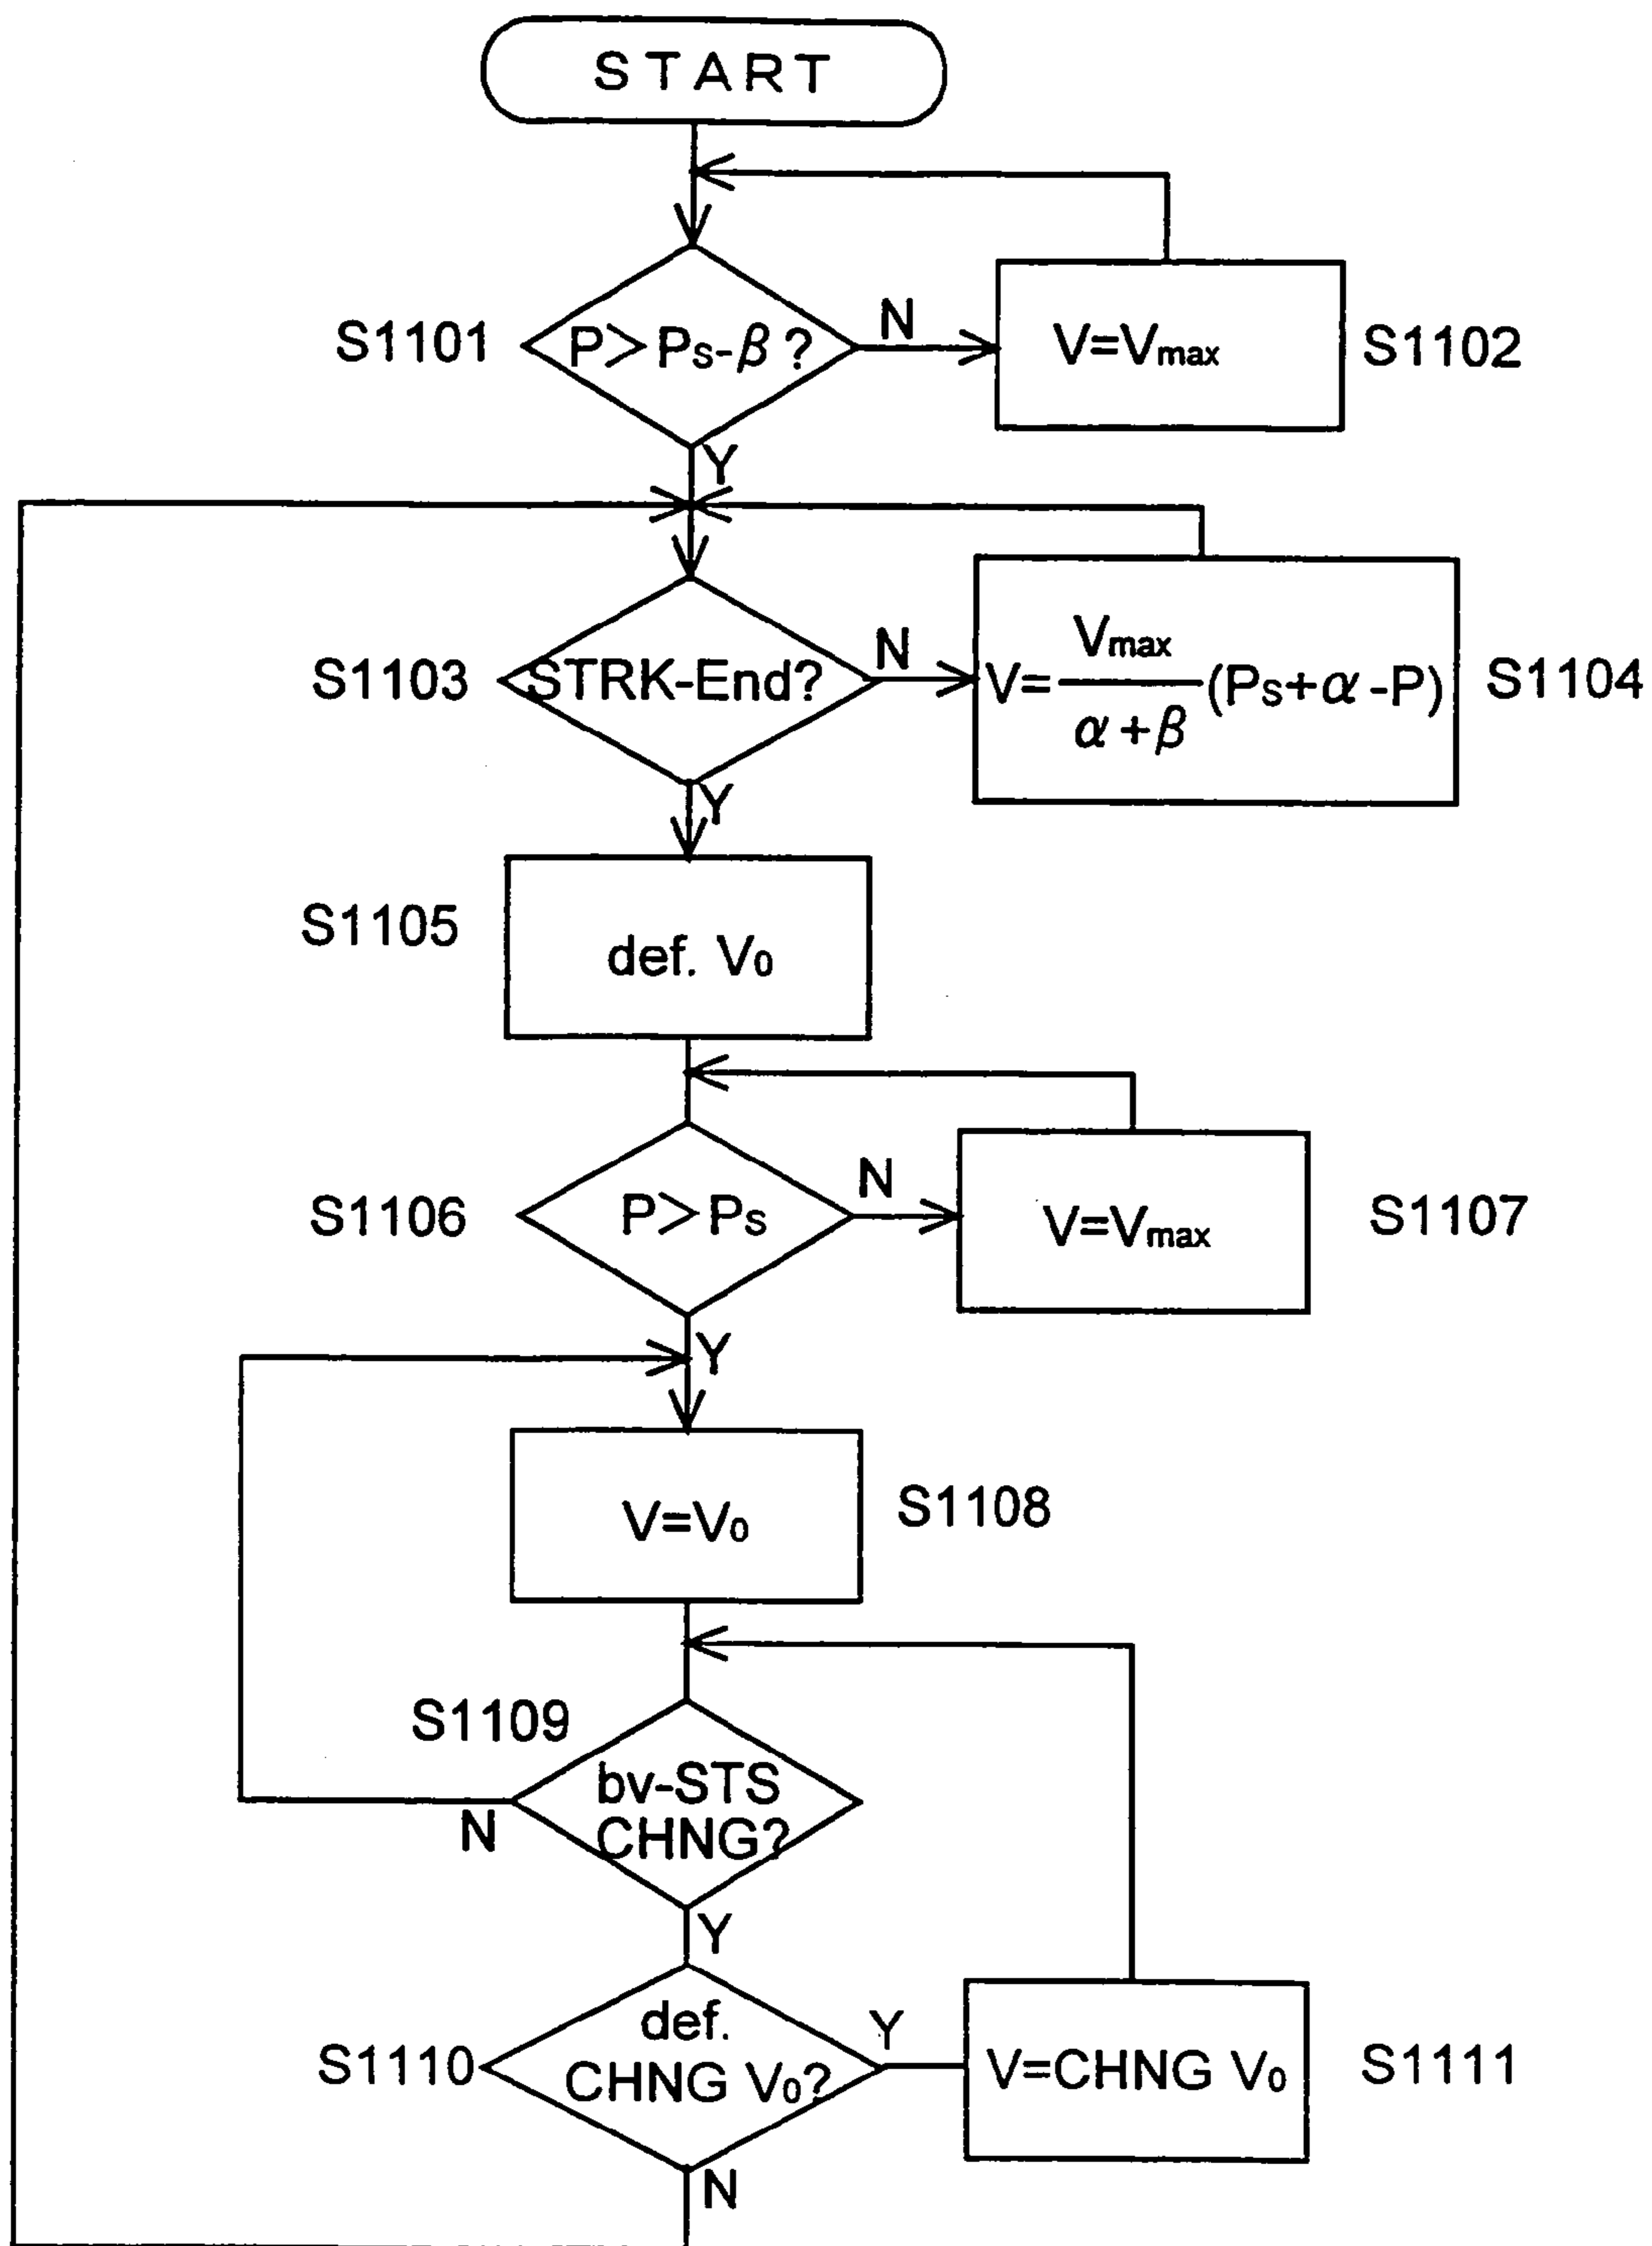 START
S1101
P>Ps-β?
N
V=Vmax
S1102
Y
S1103
STRK-End?
N
V=Vmax/α+β(Ps+α-P)
S1104
Y
S1105
def. V0
S1106
P>Ps
N
V=Vmax
S1107
Y
V=V0
S1108
S1109
bv-STS
CHNG?
N
Y
S1110
def.
CHNG V0?
Y
V=CHNG V0
S1111
N